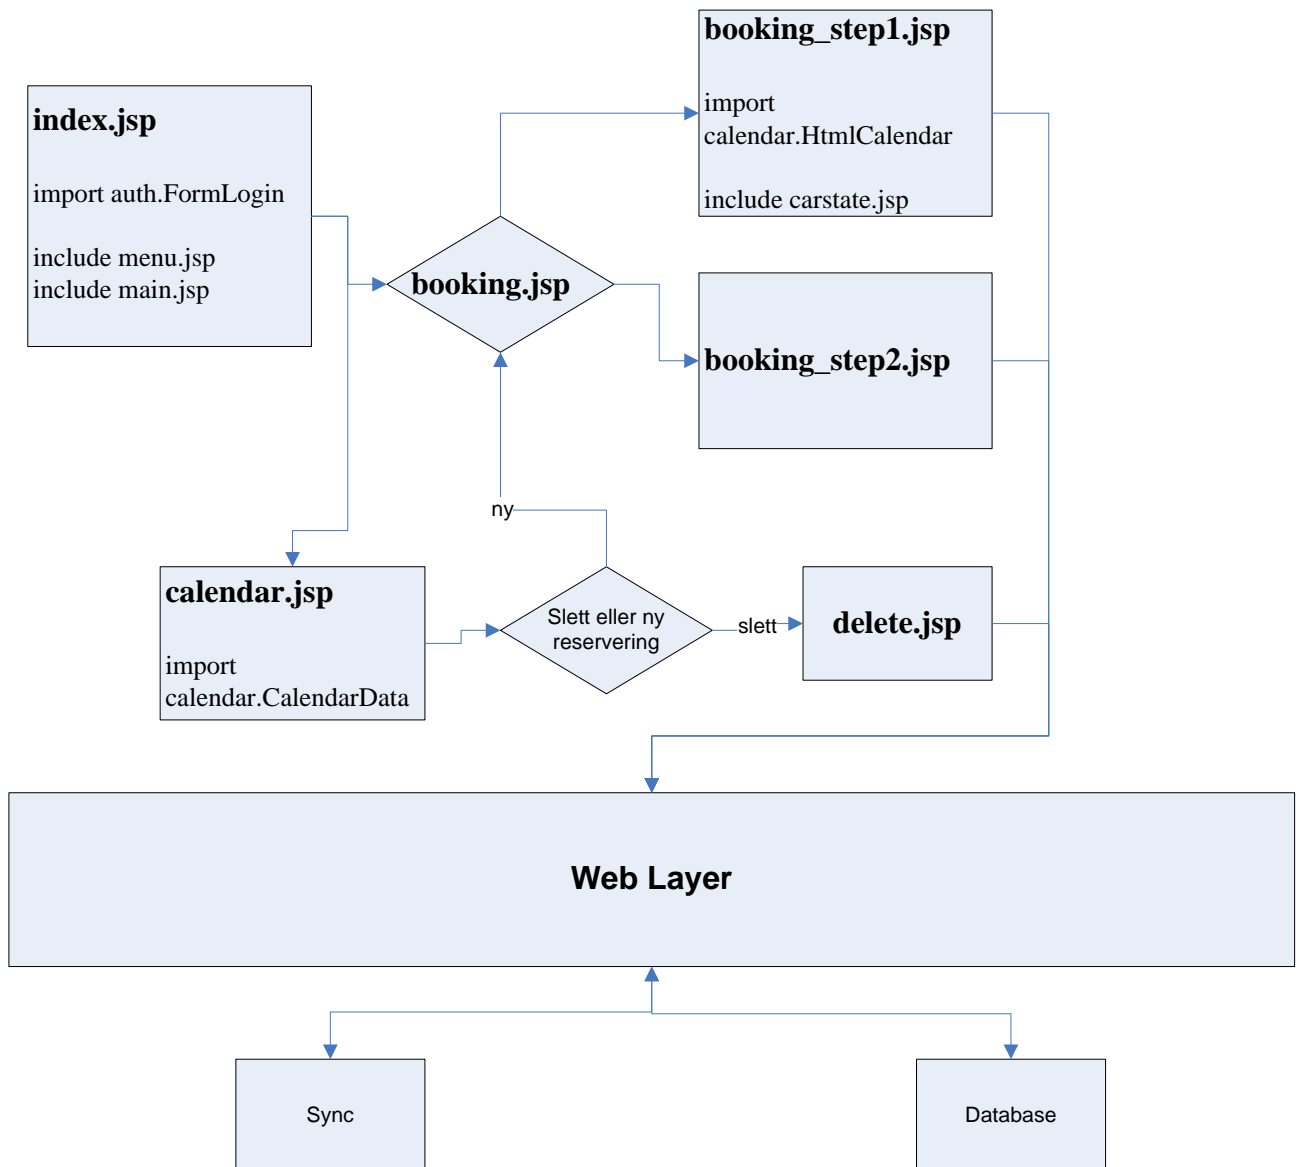 booking_step1.jsp
import
calendar.HtmlCalendar
include carstate.jsp
index.jsp
import auth.FormLogin
include menu.jsp
include main.jsp
booking.jsp
booking_step2.jsp
ny
calendar.jsp
import
calendar.CalendarData
Slett eller ny
reservering
slett
delete.jsp
Web Layer
Sync
Database